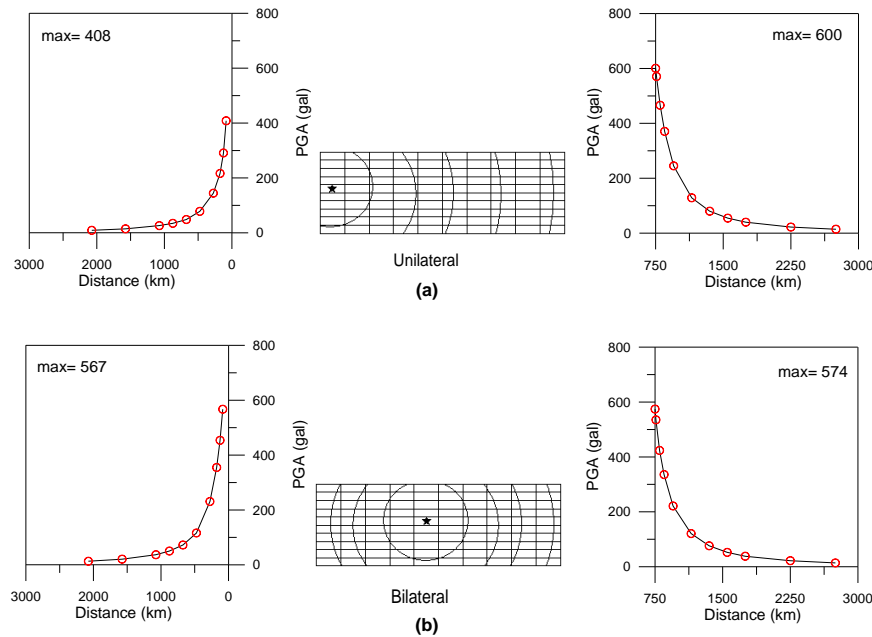 max= 408
800
600
400
200
0
PGA (gal)
3000 2000 1000 0
Distance (km)
Unilateral
(a)
max= 600
800
600
400
200
0
PGA (gal)
750 1500 2250 3000
Distance (km)
max= 567
800
600
400
200
0
PGA (gal)
3000 2000 1000 0
Distance (km)
Bilateral
(b)
max= 574
800
600
400
200
0
PGA (gal)
750 1500 2250 3000
Distance (km)